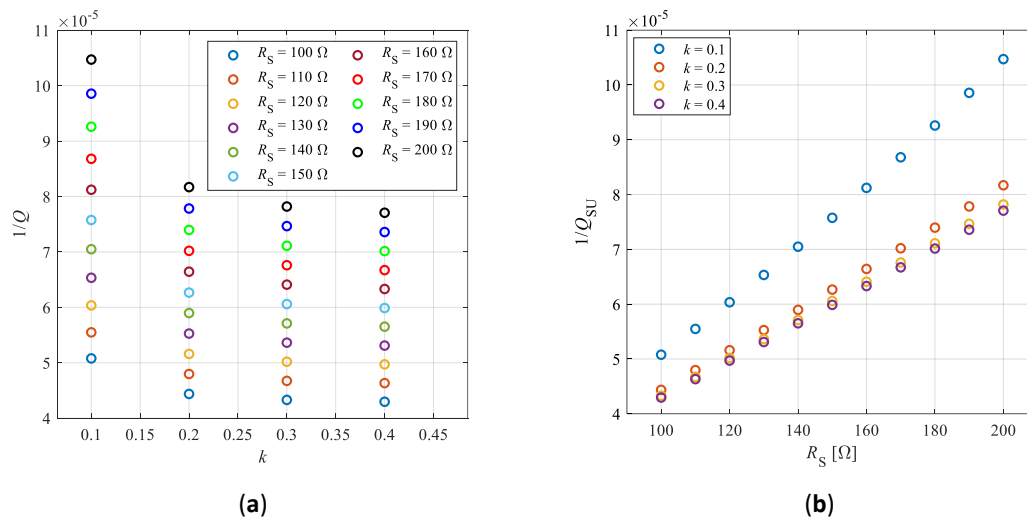 ×10⁻⁵
11
10
9
8
7
6
5
4
1/Q
0.1 0.15 0.2 0.25 0.3 0.35 0.4 0.45
k
R_S = 100 Ω R_S = 160 Ω
R_S = 110 Ω R_S = 170 Ω
R_S = 120 Ω R_S = 180 Ω
R_S = 130 Ω R_S = 190 Ω
R_S = 140 Ω R_S = 200 Ω
R_S = 150 Ω
(a)
×10⁻⁵
11
10
9
8
7
6
5
4
1/Q_SU
100 120 140 160 180 200
R_S [Ω]
k = 0.1
k = 0.2
k = 0.3
k = 0.4
(b)